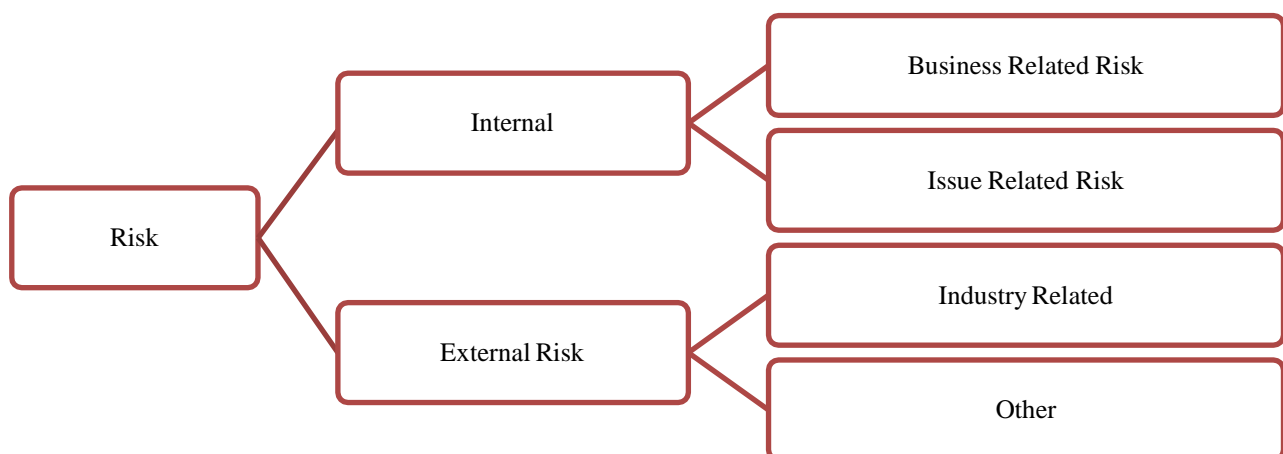 Risk
Internal
Business Related Risk
Issue Related Risk
External Risk
Industry Related
Other